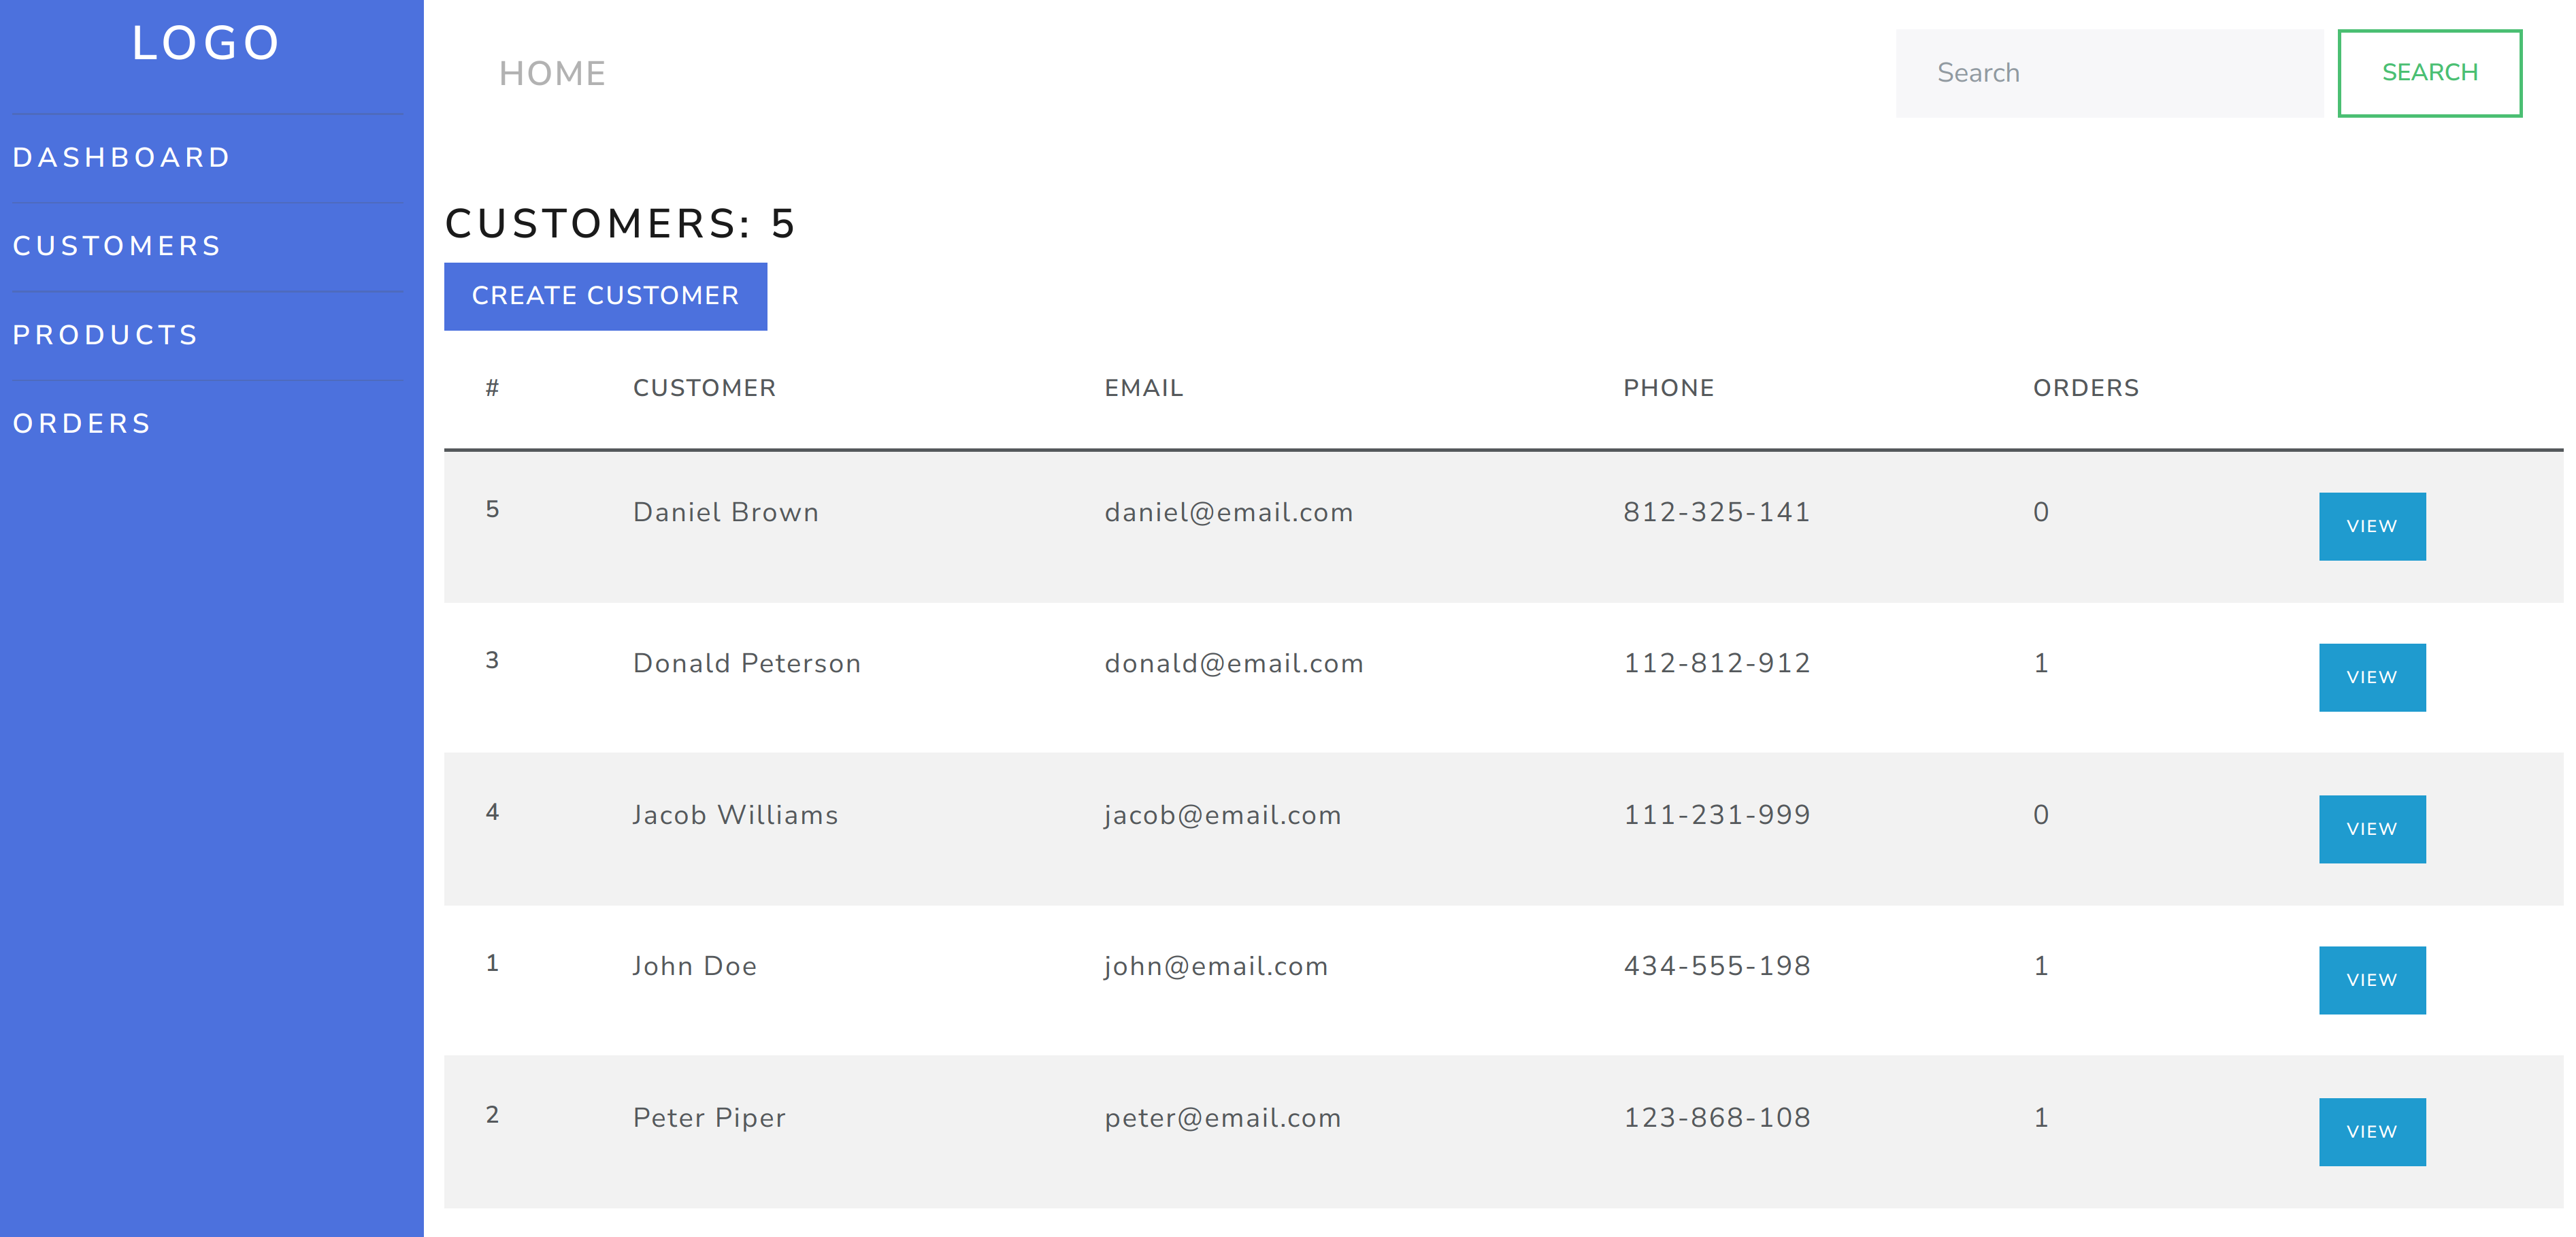 LOGO
DASHBOARD
CUSTOMERS
PRODUCTS
ORDERS
HOME
Search
SEARCH
CUSTOMERS: 5
CREATE CUSTOMER
# CUSTOMER EMAIL PHONE ORDERS
5 Daniel Brown daniel@email.com 812-325-141 0 VIEW
3 Donald Peterson donald@email.com 112-812-912 1 VIEW
4 Jacob Williams jacob@email.com 111-231-999 0 VIEW
1 John Doe john@email.com 434-555-198 1 VIEW
2 Peter Piper peter@email.com 123-868-108 1 VIEW